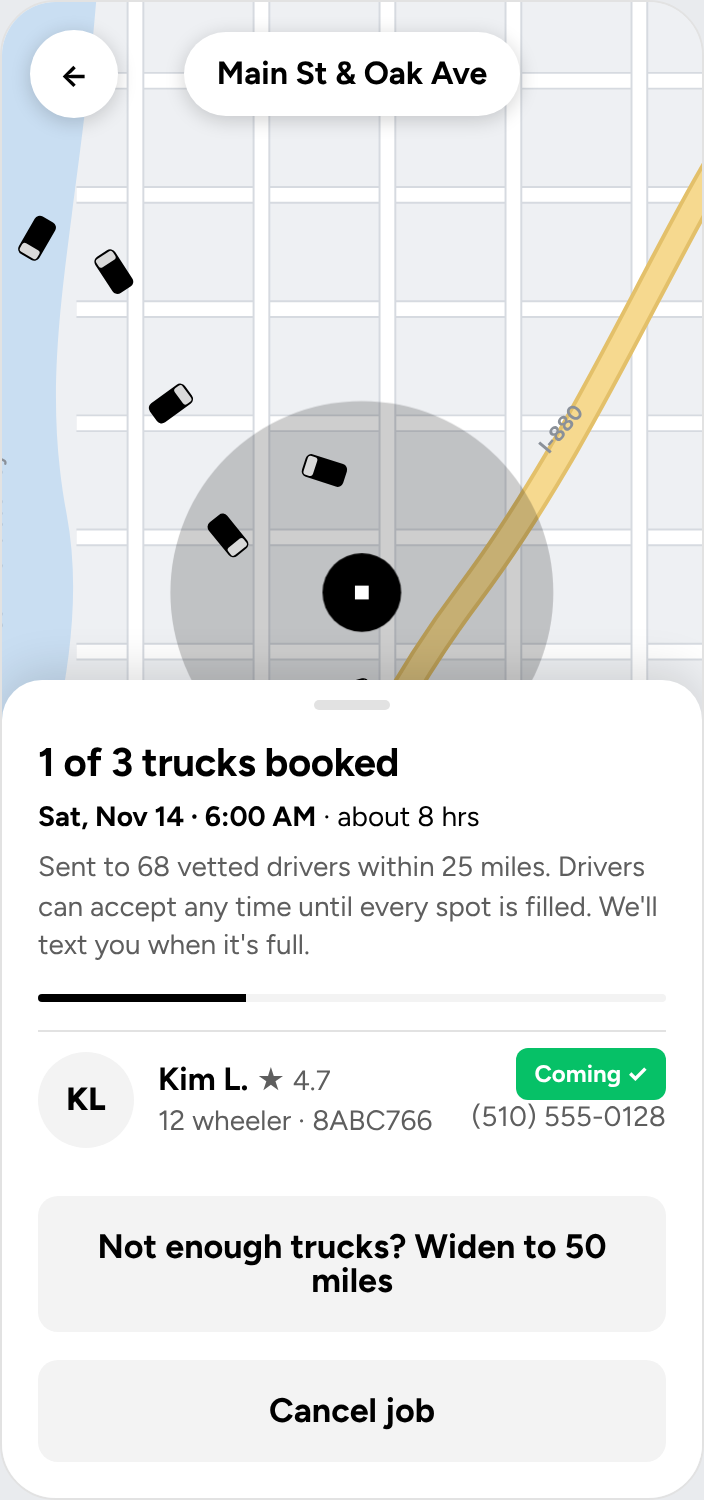 Main St & Oak Ave
I-880
1 of 3 trucks booked
Sat, Nov 14 · 6:00 AM · about 8 hrs
Sent to 68 vetted drivers within 25 miles. Drivers
can accept any time until every spot is filled. We'll
text you when it's full.
KL
Kim L. ★ 4.7
Coming ✓
12 wheeler · 8ABC766
(510) 555-0128
Not enough trucks? Widen to 50
miles
Cancel job